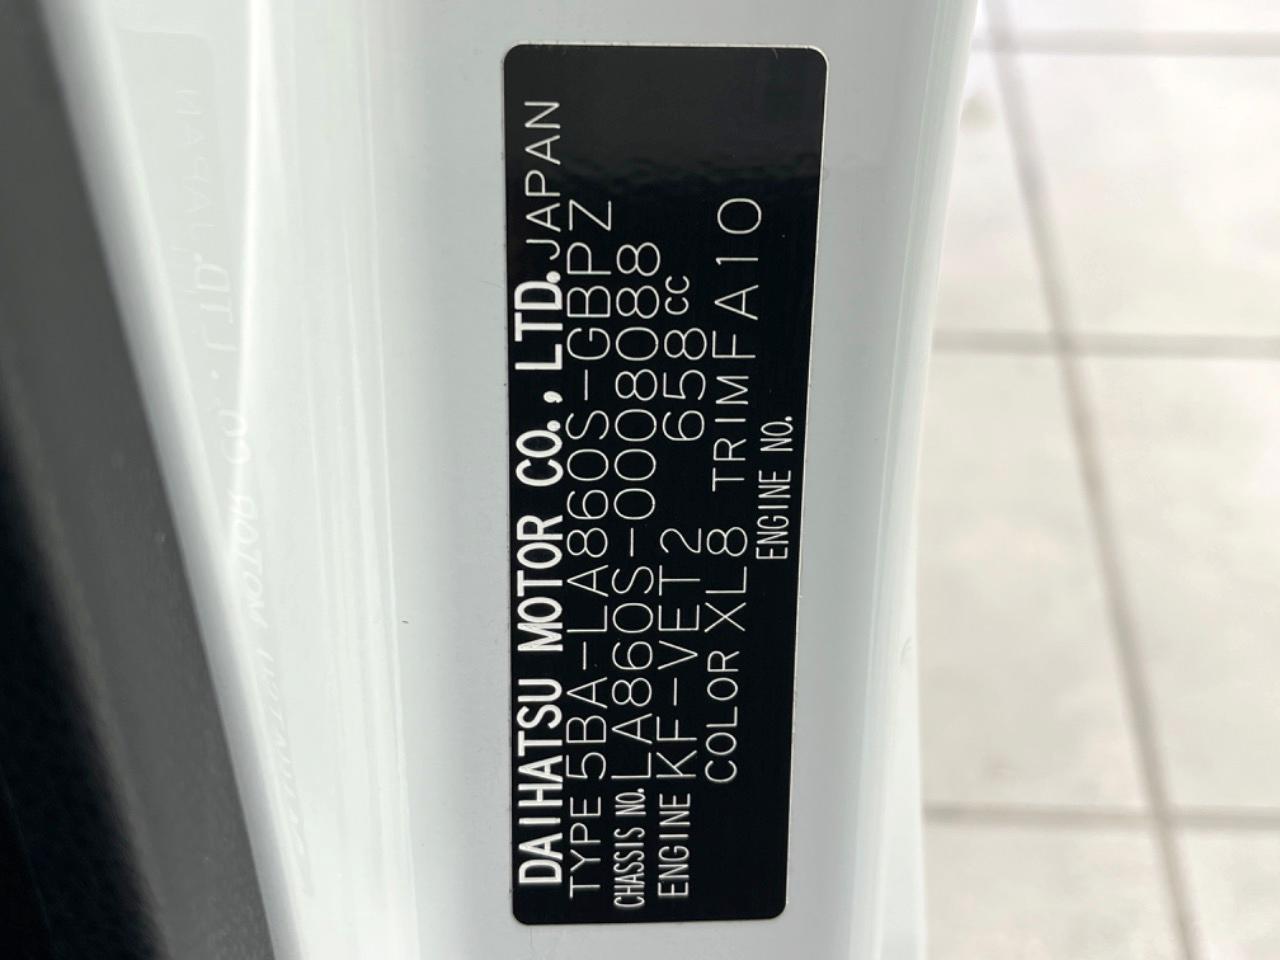 DAIHATSU MOTOR CO., LTD. JAPAN
TYPE 5BA-LA860S-GBPZ
CHASSIS NO. LA860S-0008088
ENGINE KF-VET2 658cc
COLOR XL8 TRIM FA10
ENGINE NO.